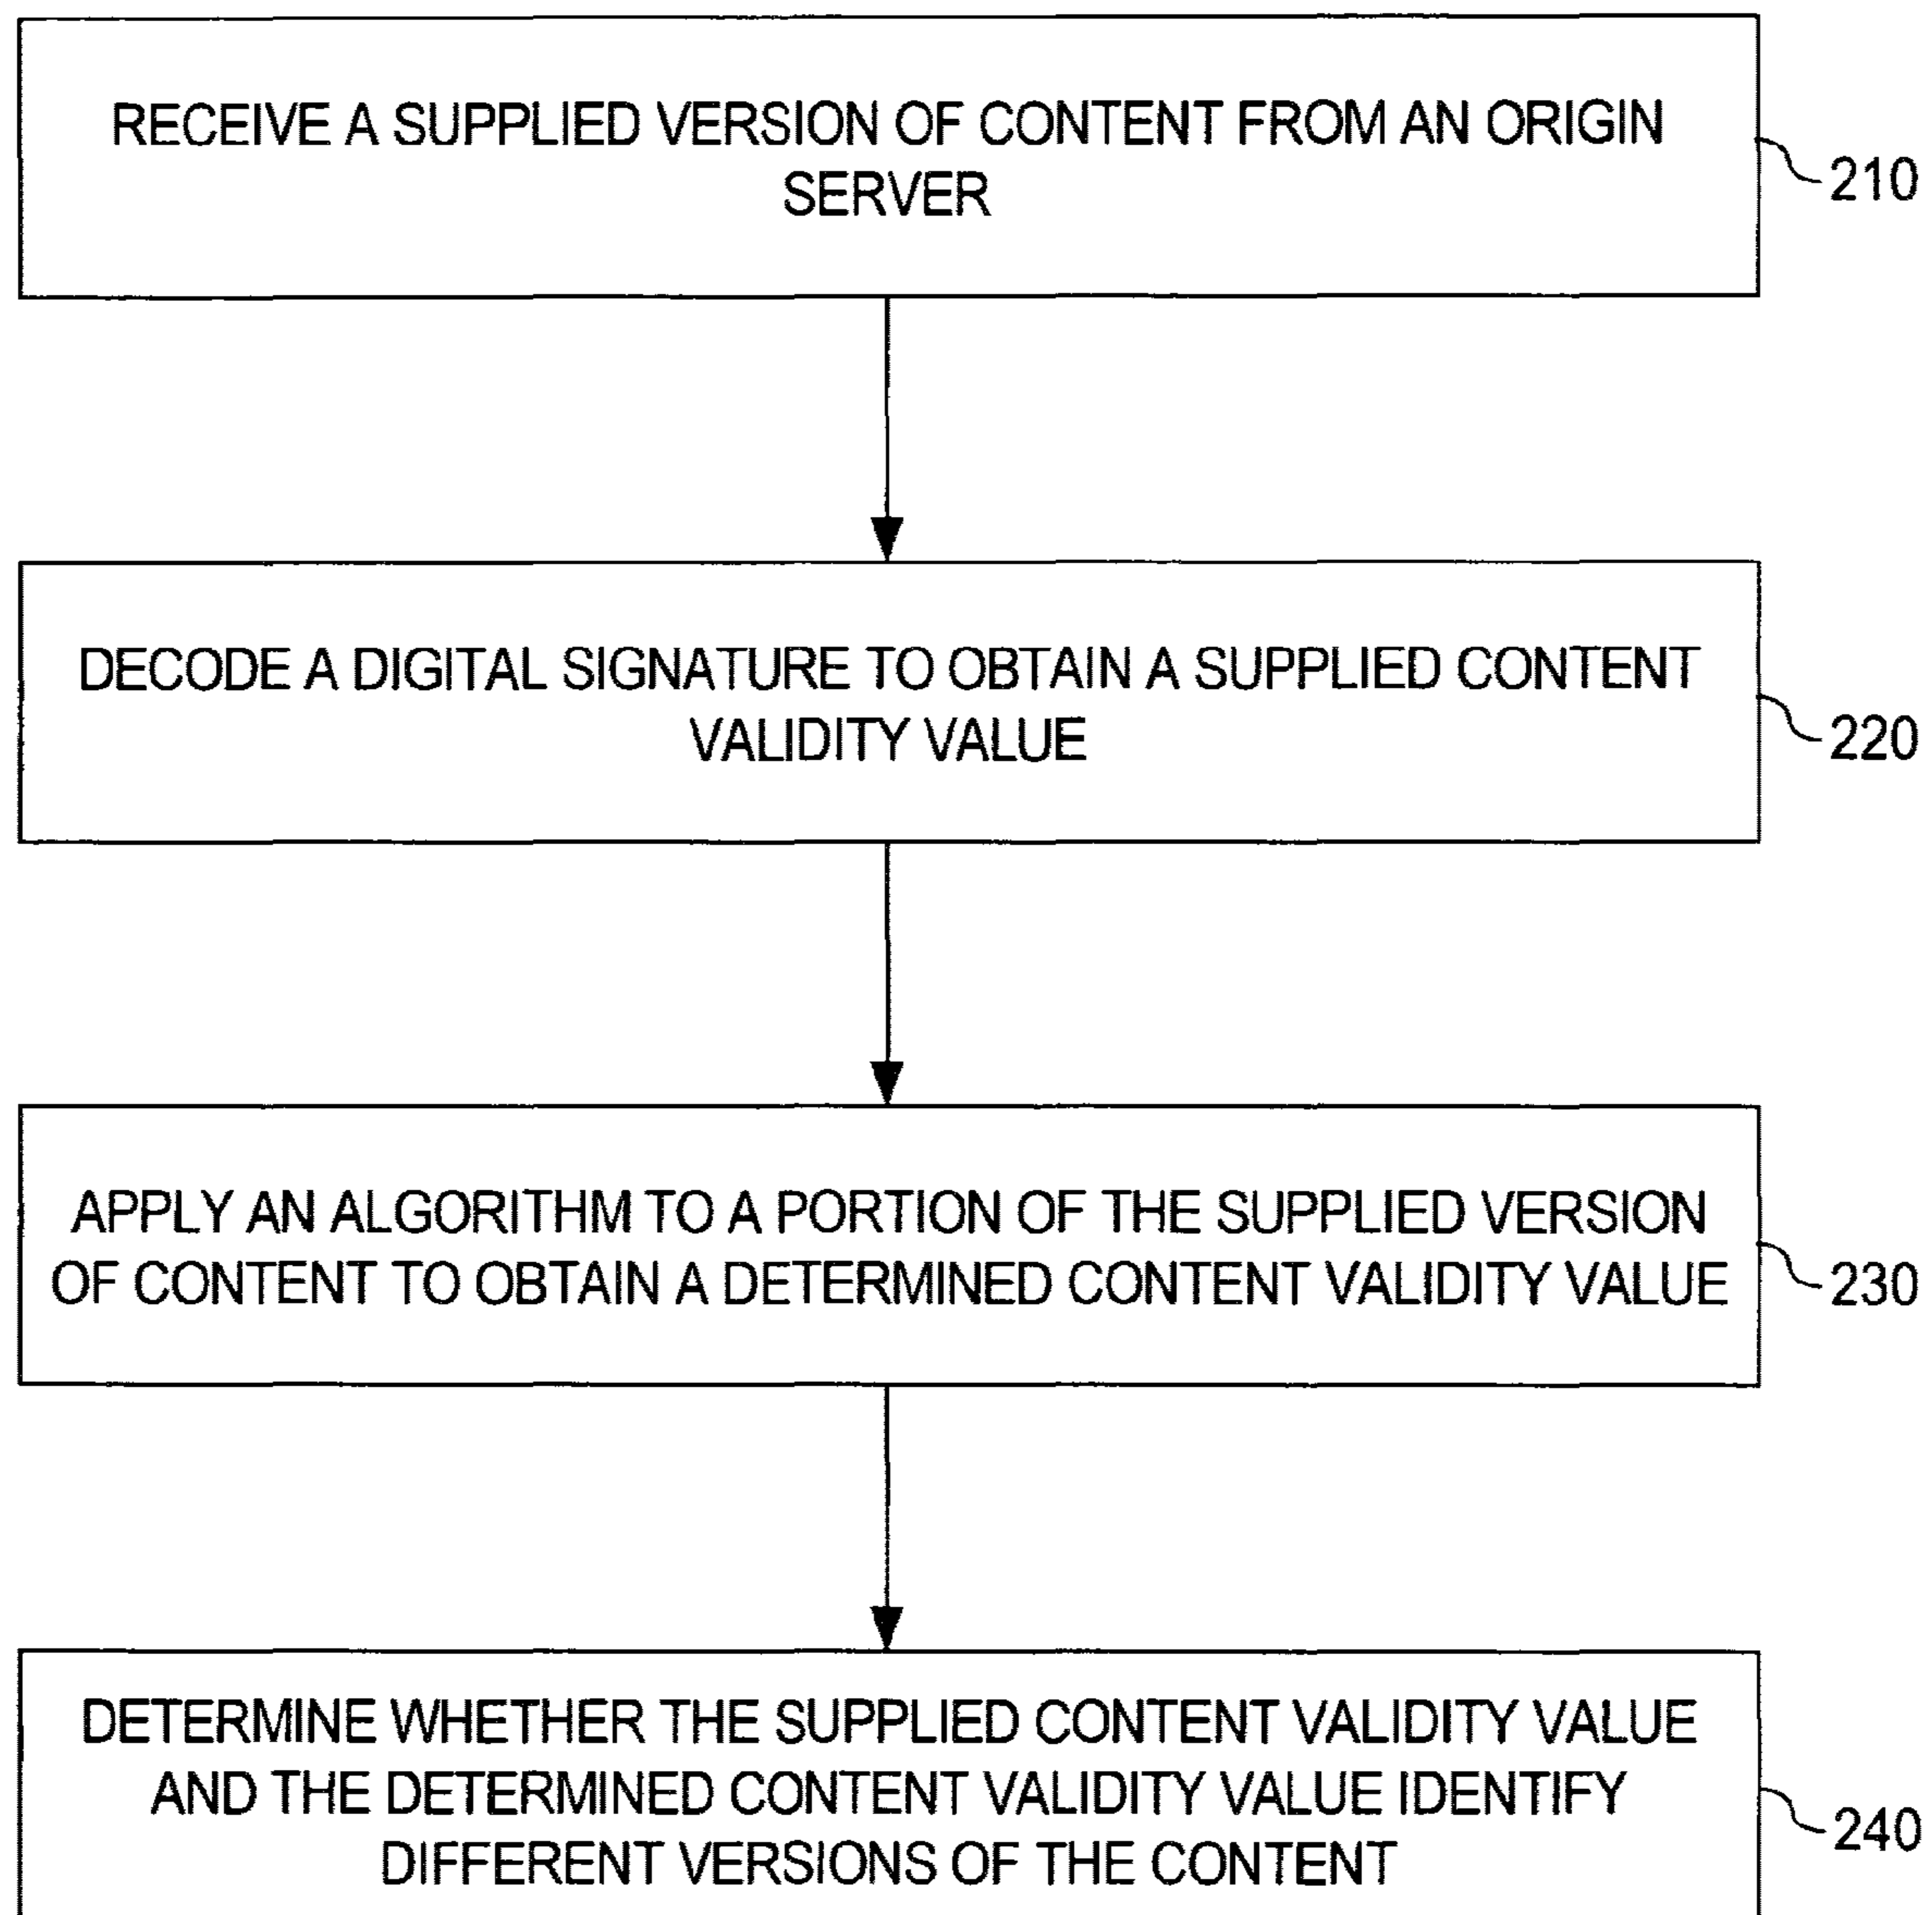 RECEIVE A SUPPLIED VERSION OF CONTENT FROM AN ORIGIN
SERVER
210
DECODE A DIGITAL SIGNATURE TO OBTAIN A SUPPLIED CONTENT
VALIDITY VALUE
220
APPLY AN ALGORITHM TO A PORTION OF THE SUPPLIED VERSION
OF CONTENT TO OBTAIN A DETERMINED CONTENT VALIDITY VALUE
230
DETERMINE WHETHER THE SUPPLIED CONTENT VALIDITY VALUE
AND THE DETERMINED CONTENT VALIDITY VALUE IDENTIFY
DIFFERENT VERSIONS OF THE CONTENT
240